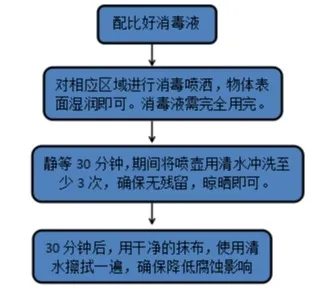 配比好消毒液
对相应区域进行消毒喷洒，物体表
面湿润即可。消毒液需完全用完。
静等30分钟，期间将喷壶用清水冲洗至
少3次，确保无残留，晾晒即可。
30分钟后，用干净的抹布，使用清
水擦拭一遍，确保降低腐蚀影响